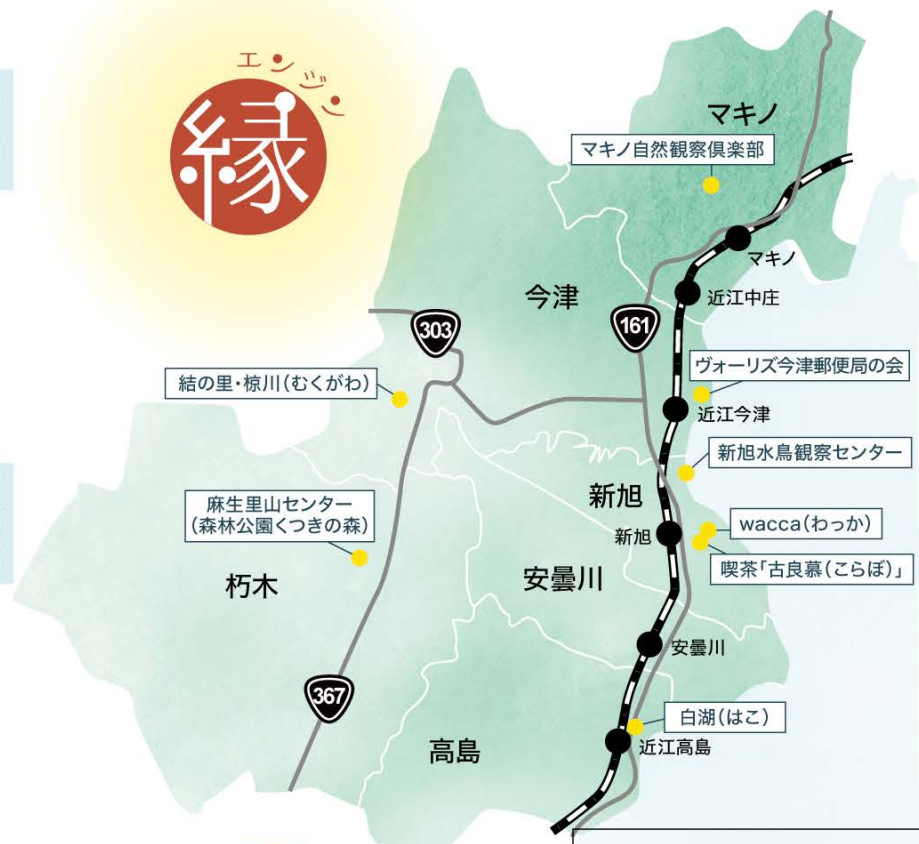 エンジン
縁
マキノ
マキノ自然観察倶楽部
マキノ
近江中庄
今津
303
161
ヴォーリズ今津郵便局の会
結の里・椋川(むくがわ)
近江今津
新旭水鳥観察センター
新旭
麻生里山センター
(森林公園くつきの森)
wacca(わっか)
新旭
喫茶「古良慕(こらぼ)」
朽木
安曇川
安曇川
367
白湖(はこ)
近江高島
高島